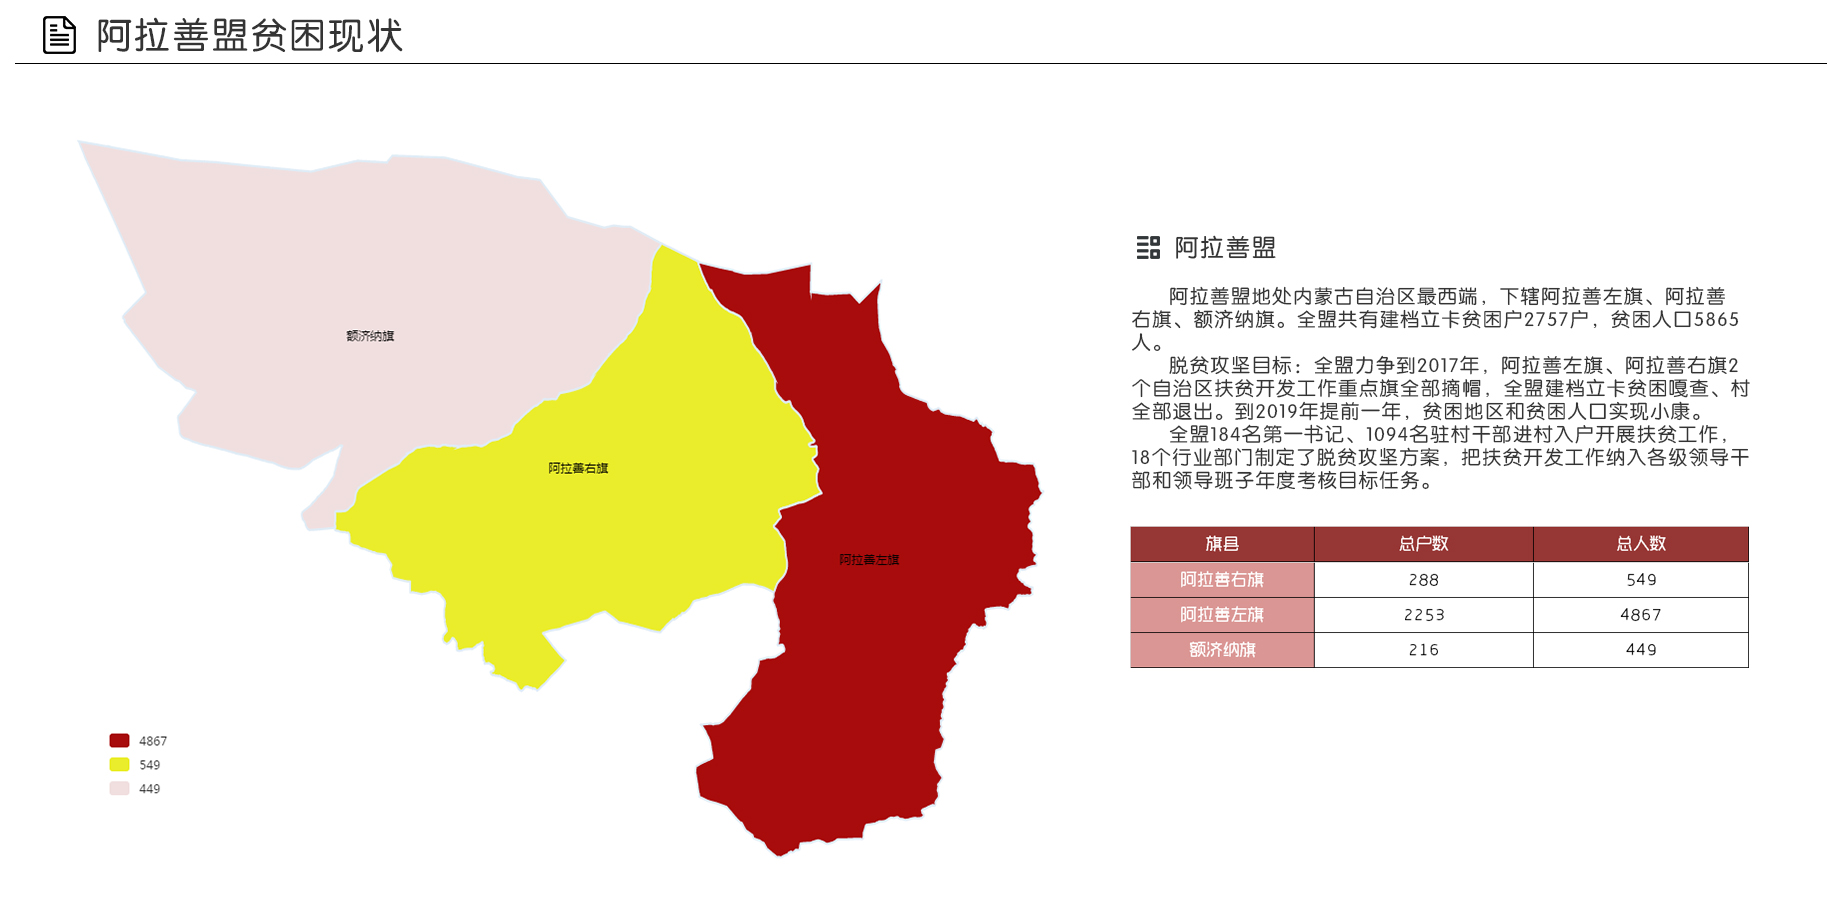 阿拉善盟贫困现状
额济纳旗
阿拉善右旗
阿拉善左旗
4867
549
449
阿拉善盟
阿拉善盟地处内蒙古自治区最西端，下辖阿拉善左旗、阿拉善
右旗、额济纳旗。全盟共有建档立卡贫困户2757户，贫困人口5865
人。
脱贫攻坚目标：全盟力争到2017年，阿拉善左旗、阿拉善右旗2
个自治区扶贫开发工作重点旗全部摘帽，全盟建档立卡贫困嘎查、村
全部退出。到2019年提前一年，贫困地区和贫困人口实现小康。
全盟184名第一书记、1094名驻村干部进村入户开展扶贫工作，
18个行业部门制定了脱贫攻坚方案，把扶贫开发工作纳入各级领导干
部和领导班子年度考核目标任务。
旗县 总户数 总人数
阿拉善右旗 288 549
阿拉善左旗 2253 4867
额济纳旗 216 449